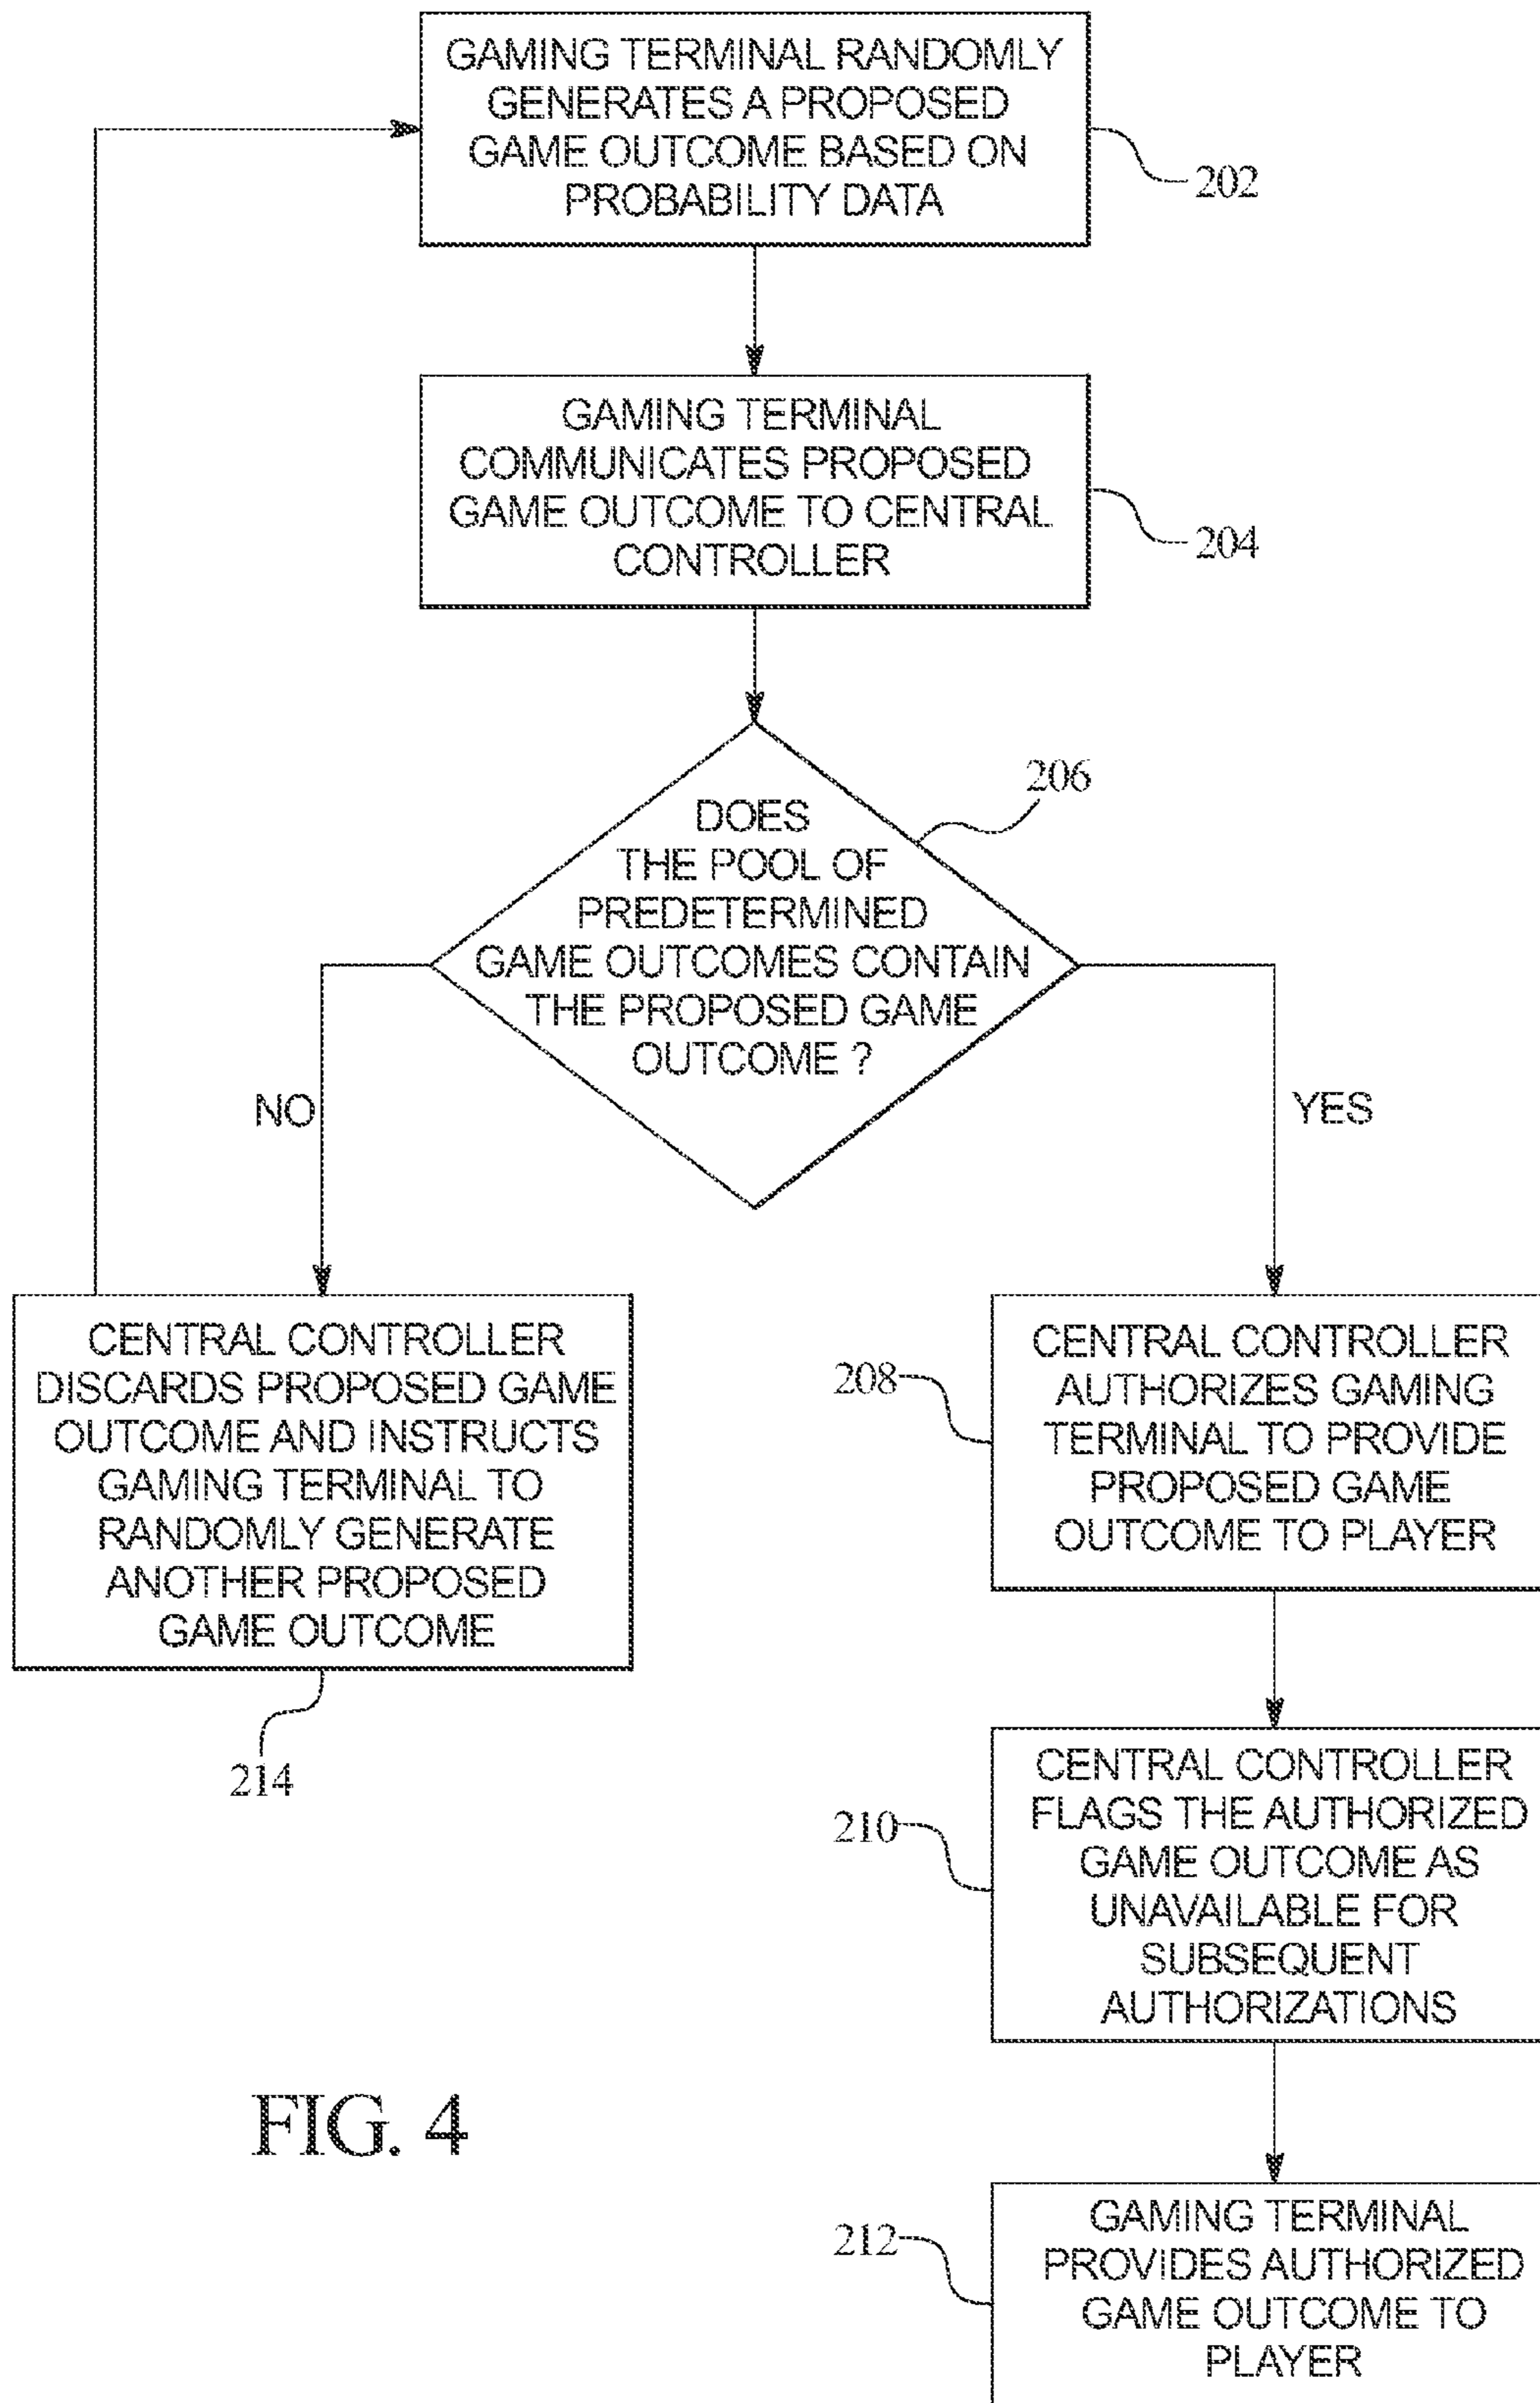 GAMING TERMINAL RANDOMLY
GENERATES A PROPOSED
GAME OUTCOME BASED ON
PROBABILITY DATA
202
GAMING TERMINAL
COMMUNICATES PROPOSED
GAME OUTCOME TO CENTRAL
CONTROLLER
204
206
DOES
THE POOL OF
PREDETERMINED
GAME OUTCOMES CONTAIN
THE PROPOSED GAME
OUTCOME ?
NO
YES
CENTRAL CONTROLLER
DISCARDS PROPOSED GAME
OUTCOME AND INSTRUCTS
GAMING TERMINAL TO
RANDOMLY GENERATE
ANOTHER PROPOSED
GAME OUTCOME
214
208
CENTRAL CONTROLLER
AUTHORIZES GAMING
TERMINAL TO PROVIDE
PROPOSED GAME
OUTCOME TO PLAYER
210
CENTRAL CONTROLLER
FLAGS THE AUTHORIZED
GAME OUTCOME AS
UNAVAILABLE FOR
SUBSEQUENT
AUTHORIZATIONS
212
GAMING TERMINAL
PROVIDES AUTHORIZED
GAME OUTCOME TO
PLAYER
FIG. 4